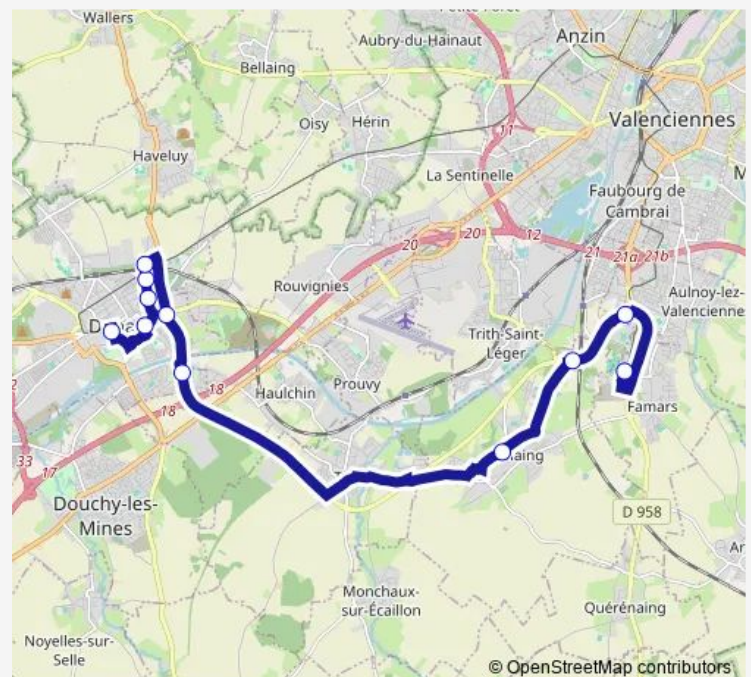 Wallers
Aubry-du-Hainaut
Anzin
Bellaing
Valenciennes
Oisy
Hérin
11
Haveluy
La Sentinelle
Faubourg de
Cambrai
20
20
12
21
21a
21b
Rouvignies
Aulnoy-lez-
Valencienne
Trith-Saint-
Léger
Prouvy
Haulchin
18
18
Famars
33
17
Douchy-les-
Mines
D 958
Monchaux-
sur-Écaillon
Quérénaing
Noyelles-sur-
Selle
© OpenStreetMap contributors